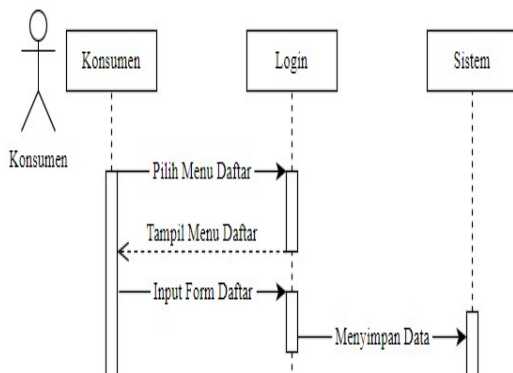 Konsumen
Login
Sistem
Konsumen
Pilih Menu Daftar
Tampil Menu Daftar
Input Form Daftar
Menyimpan Data